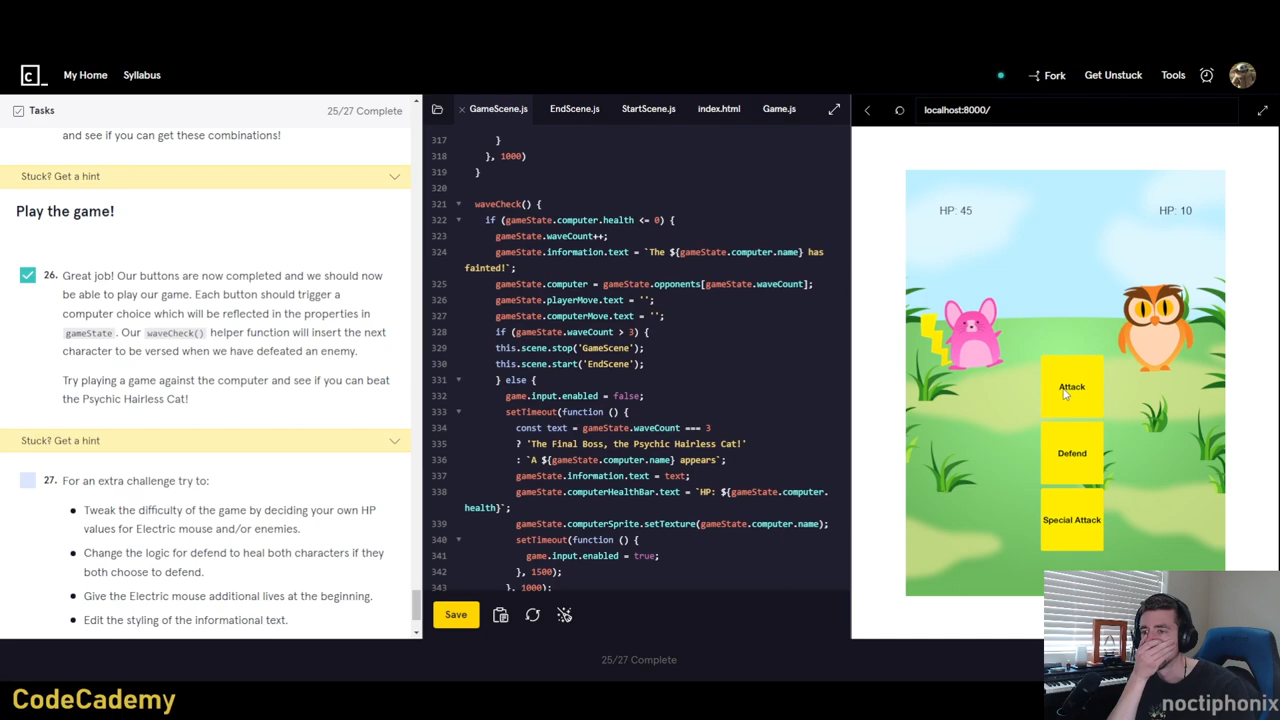 C_
My Home
Syllabus
Fork
Get Unstuck
Tools
Tasks
25/27 Complete
and see if you can get these combinations!
Stuck? Get a hint
Play the game!
26. Great job! Our buttons are now completed and we should now
be able to play our game. Each button should trigger a
computer choice which will be reflected in the properties in
gameState . Our waveCheck() helper function will insert the next
character to be versed when we have defeated an enemy.
Try playing a game against the computer and see if you can beat
the Psychic Hairless Cat!
Stuck? Get a hint
27. For an extra challenge try to:
Tweak the difficulty of the game by deciding your own HP
values for Electric mouse and/or enemies.
Change the logic for defend to heal both characters if they
both choose to defend.
Give the Electric mouse additional lives at the beginning.
Edit the styling of the informational text.
GameScene.js
EndScene.js
StartScene.js
index.html
Game.js
317 }
318 }, 1000)
319 }
320
321 waveCheck() {
322 if (gameState.computer.health <= 0) {
323 gameState.waveCount++;
324 gameState.information.text = `The ${gameState.computer.name} has
fainted!`;
325 gameState.computer = gameState.opponents[gameState.waveCount];
326 gameState.playerMove.text = '';
327 gameState.computerMove.text = '';
328 if (gameState.waveCount > 3) {
329 this.scene.stop('GameScene');
330 this.scene.start('EndScene');
331 } else {
332 game.input.enabled = false;
333 setTimeout(function () {
334 const text = gameState.waveCount === 3
335 ? 'The Final Boss, the Psychic Hairless Cat!'
336 : `A ${gameState.computer.name} appears`;
337 gameState.information.text = text;
338 gameState.computerHealthBar.text = `HP: ${gameState.computer.
health}`;
339 gameState.computerSprite.setTexture(gameState.computer.name);
340 setTimeout(function () {
341 game.input.enabled = true;
342 }, 1500);
343 }, 1000);
Save
localhost:8000/
HP: 45
HP: 10
Attack
Defend
Special Attack
25/27 Complete
CodeCademy
noctiphonix